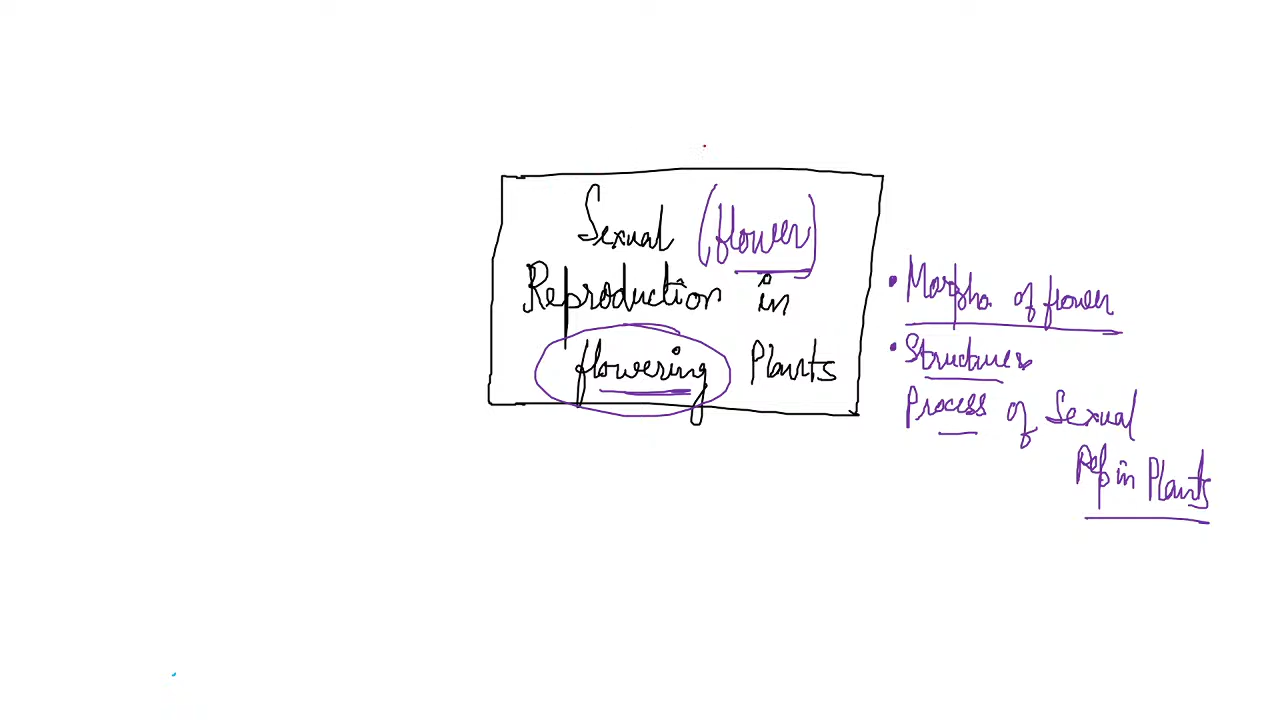 Sexual (flower)
Reproduction in
flowering Plants
• Morpho. of flower
• Structures
Process of Sexual
Rep in Plants